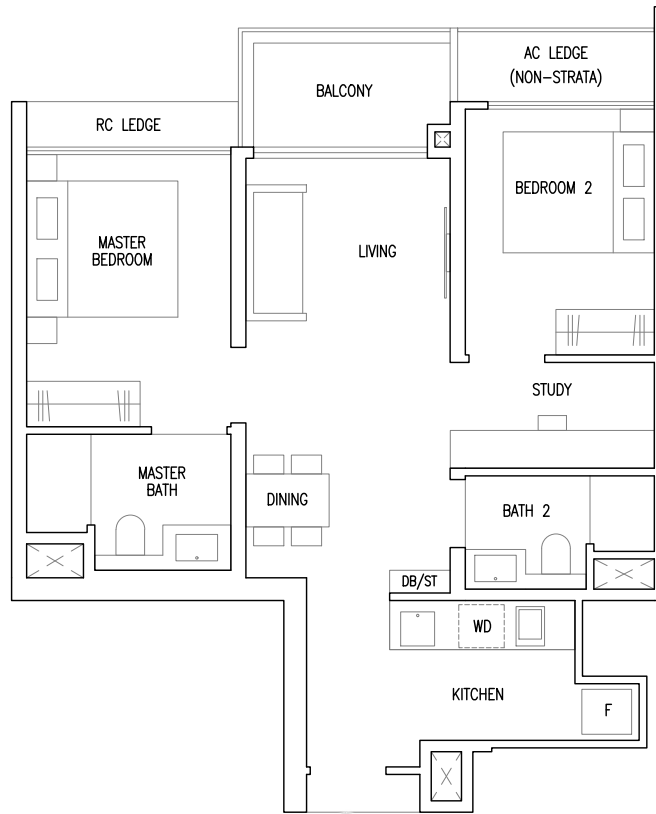 AC LEDGE
(NON-STRATA)
BALCONY
RC LEDGE
BEDROOM 2
MASTER
BEDROOM
LIVING
STUDY
MASTER
BATH
DINING
BATH 2
DB/ST
WD
KITCHEN
F